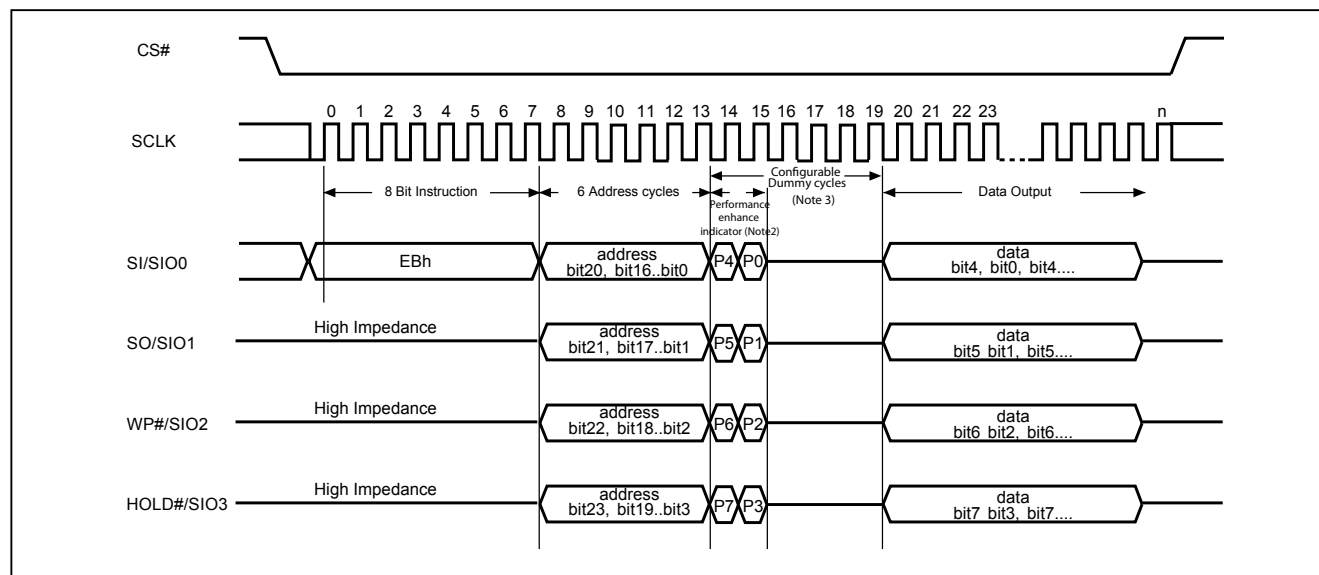 CS#
0 1 2 3 4 5 6 7 8 9 10 11 12 13 14 15 16 17 18 19 20 21 22 23 n
SCLK
8 Bit Instruction
6 Address cycles
Configurable
Dummy cycles
(Note 3)
Performance
enhance
indicator (Note2)
Data Output
SI/SIO0
EBh
address
bit20, bit16..bit0
P4 P0
data
bit4, bit0, bit4....
SO/SIO1
High Impedance
address
bit21, bit17..bit1
P5 P1
data
bit5 bit1, bit5....
WP#/SIO2
High Impedance
address
bit22, bit18..bit2
P6 P2
data
bit6 bit2, bit6....
HOLD#/SIO3
High Impedance
address
bit23, bit19..bit3
P7 P3
data
bit7 bit3, bit7....